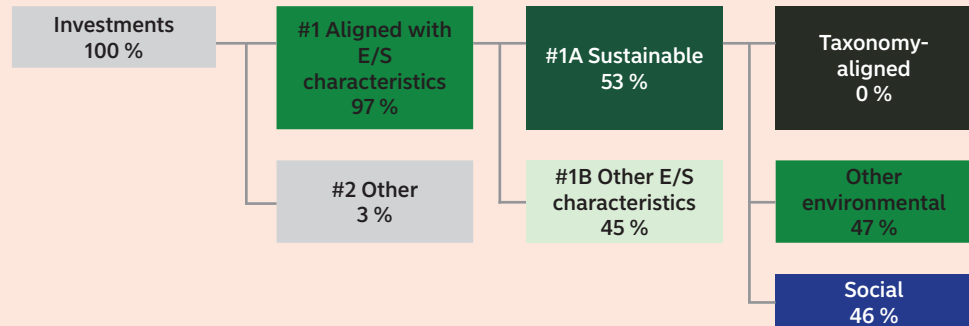 Investments
100 %
#1 Aligned with
E/S
characteristics
97 %
#1A Sustainable
53 %
Taxonomy-
aligned
0 %
#2 Other
3 %
#1B Other E/S
characteristics
45 %
Other
environmental
47 %
Social
46 %